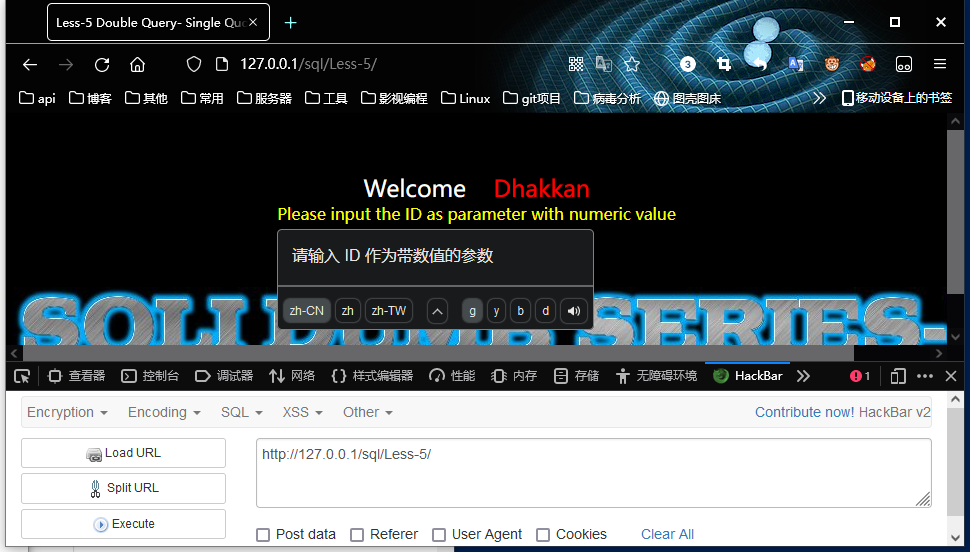 Less-5 Double Query- Single Quo
127.0.0.1/sql/Less-5/
3
api 博客 其他 常用 服务器 工具 影视编程 Linux git项目 病毒分析 图壳图床 移动设备上的书签
Welcome Dhakkan
Please input the ID as parameter with numeric value
请输入 ID 作为带数值的参数
zh-CN zh zh-TW g y b d
SQLI DUMB SERIES-
查看器 控制台 调试器 网络 样式编辑器 性能 内存 存储 无障碍环境 HackBar 1
Encryption Encoding SQL XSS Other Contribute now! HackBar v2
Load URL
http://127.0.0.1/sql/Less-5/
Split URL
Execute
Post data Referer User Agent Cookies Clear All